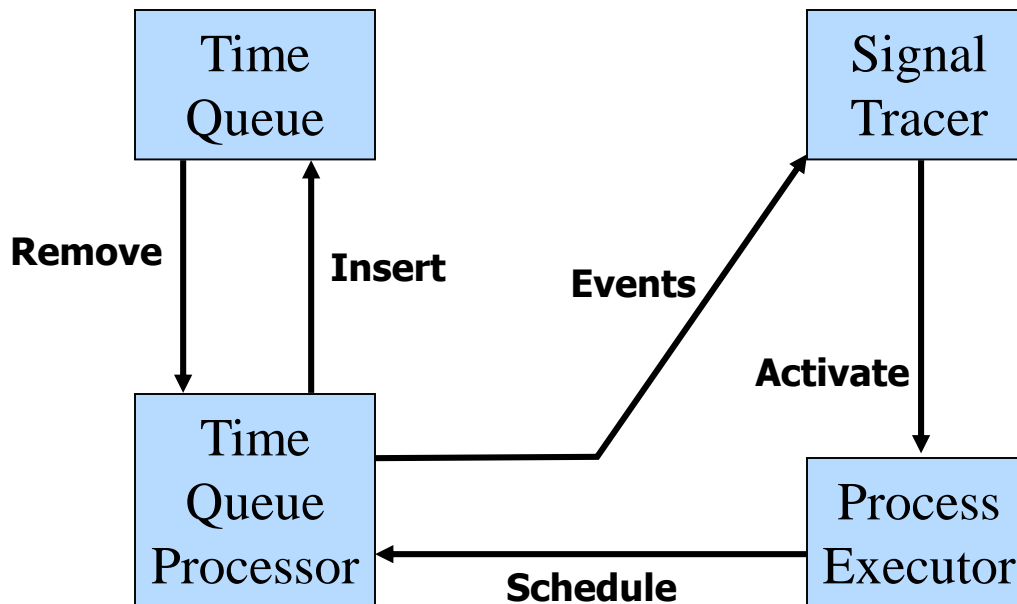 Time
Queue
Signal
Tracer
Remove
Insert
Events
Activate
Time
Queue
Processor
Process
Executor
Schedule